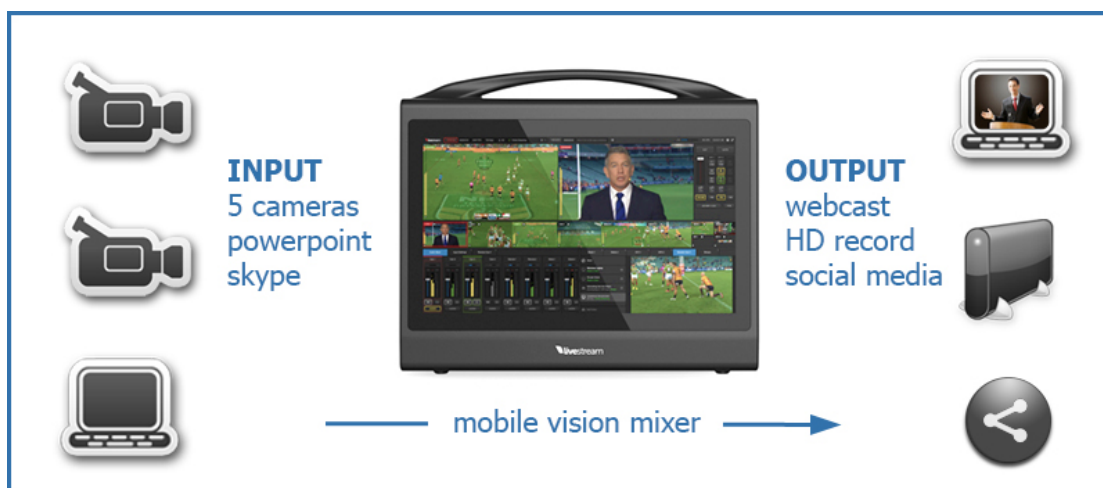 INPUT
5 cameras
powerpoint
skype
OUTPUT
webcast
HD record
social media
livestream
mobile vision mixer